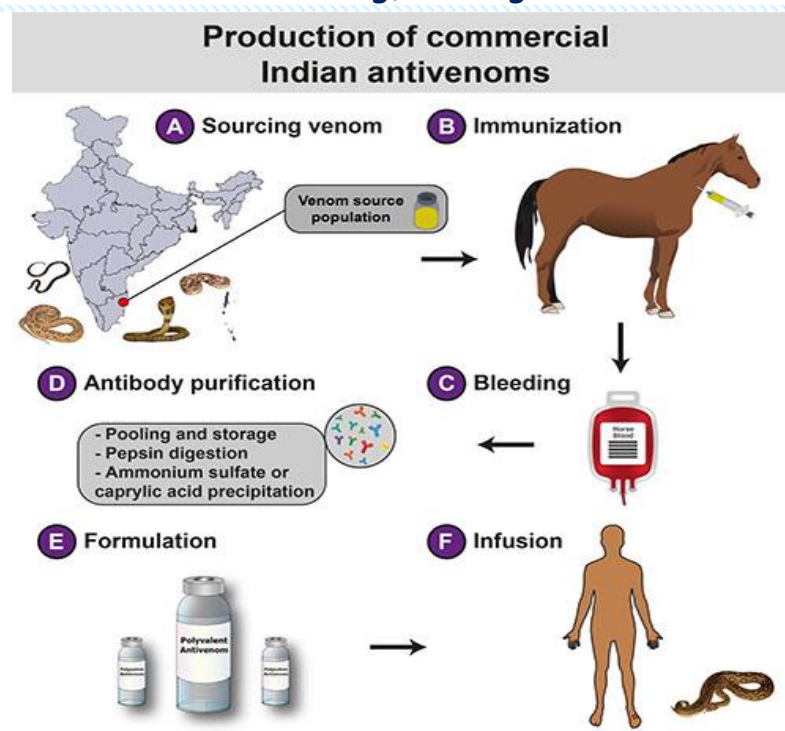 Production of commercial
Indian antivenoms
A Sourcing venom
B Immunization
Venom source
population
D Antibody purification
C Bleeding
- Pooling and storage
- Pepsin digestion
- Ammonium sulfate or
caprylic acid precipitation
Horse
Blood
E Formulation
F Infusion
Polyvalent
Antivenom